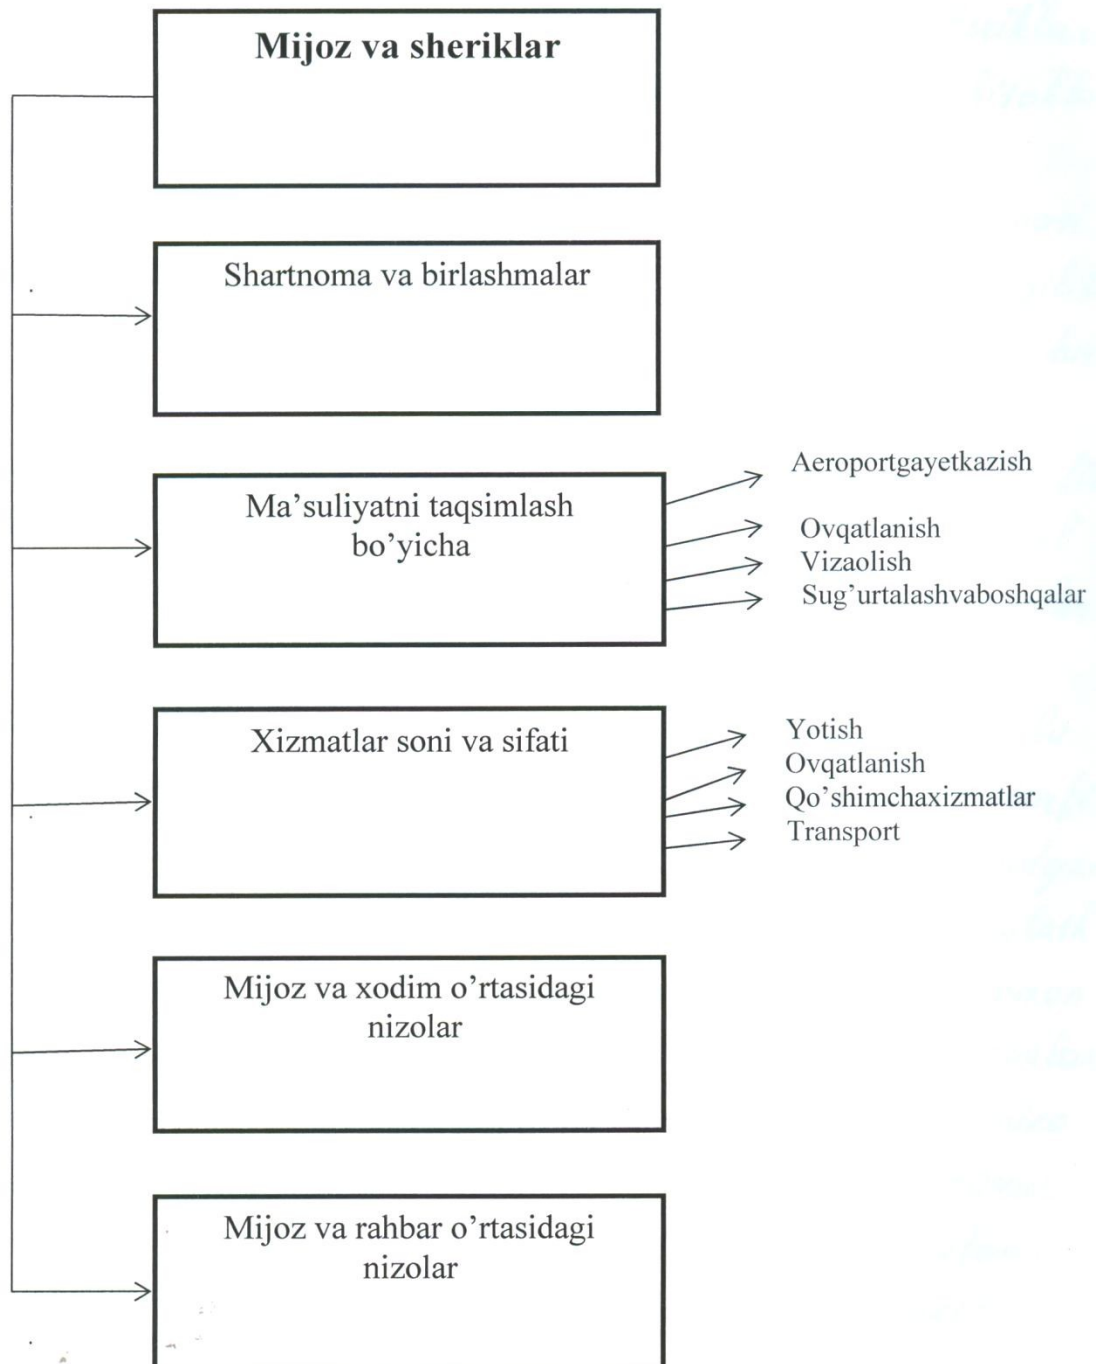 Mijoz va sheriklar
Shartnoma va birlashmalar
Ma’suliyatni taqsimlash
bo’yicha
Aeroportgayetkazish
Ovqatlanish
Vizaolish
Sug’urtalashvaboshqalar
Xizmatlar soni va sifati
Yotish
Ovqatlanish
Qo’shimchaxizmatlar
Transport
Mijoz va xodim o’rtasidagi
nizolar
Mijoz va rahbar o’rtasidagi
nizolar